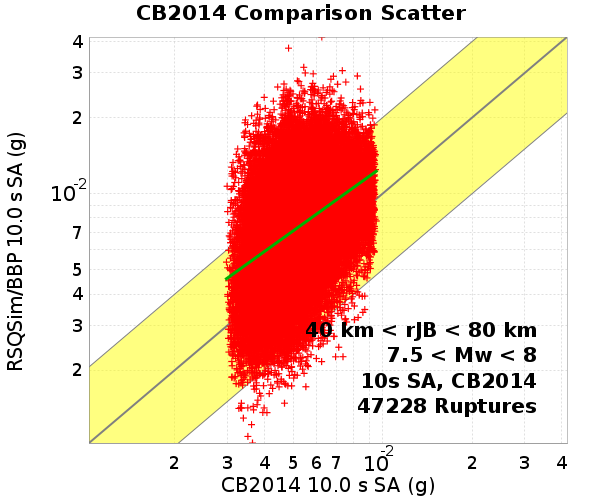 CB2014 Comparison Scatter
RSQSim/BBP 10.0 s SA (g)
4
3
2
10-2
7
5
4
3
2
40 km < rJB < 80 km
7.5 < Mw < 8
10s SA, CB2014
47228 Ruptures
2 3 4 5 6 7 10-2 2 3 4
CB2014 10.0 s SA (g)